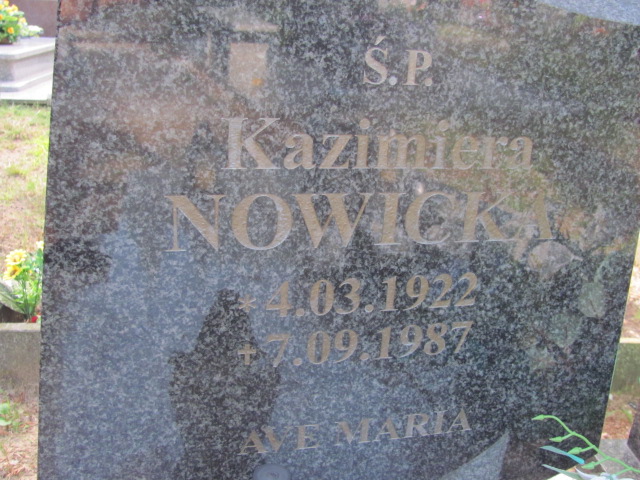 Ś.P.
Kazimiera
NOWICKA
* 4.03.1922
+ 7.09.1987
AVE MARIA